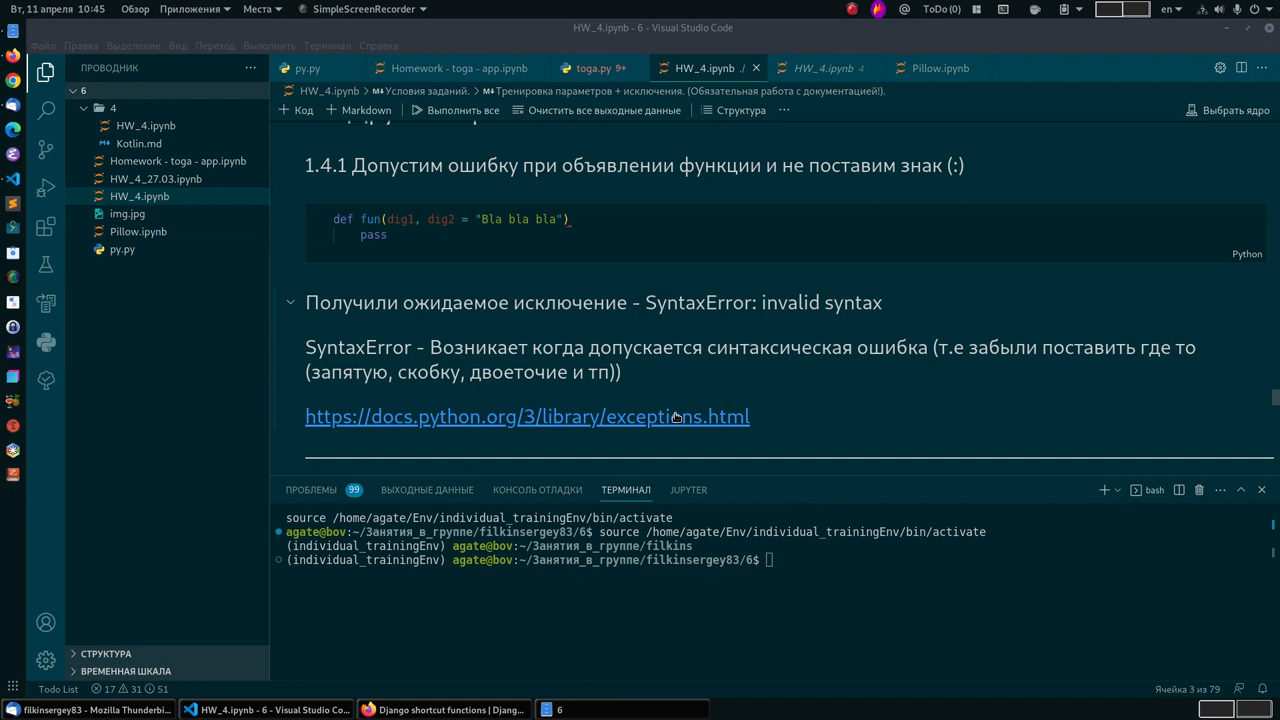 Вт, 11 апреля 10:45 Обзор Приложения Места SimpleScreenRecorder ToDo (0) en
HW_4.ipynb - 6 - Visual Studio Code
Файл Правка Выделение Вид Переход Выполнить Терминал Справка
ПРОВОДНИК
py.py Homework - toga - app.ipynb toga.py 9+ HW_4.ipynb ./ HW_4.ipynb 4 Pillow.ipynb
6
HW_4.ipynb > Условия заданий. > Тренировка параметров + исключения. (Обязательная работа с документацией!).
Код Markdown Выполнить все Очистить все выходные данные Структура Выбрать ядро
4
HW_4.ipynb
Kotlin.md
Homework - toga - app.ipynb
HW_4_27.03.ipynb
HW_4.ipynb
img.jpg
Pillow.ipynb
py.py
1.4.1 Допустим ошибку при объявлении функции и не поставим знак (:)
def fun(dig1, dig2 = "Bla bla bla")
pass
Python
Получили ожидаемое исключение - SyntaxError: invalid syntax
SyntaxError - Возникает когда допускается синтаксическая ошибка (т.е забыли поставить где то
(запятую, скобку, двоеточие и тп))
https://docs.python.org/3/library/exceptions.html
ПРОБЛЕМЫ 99 ВЫХОДНЫЕ ДАННЫЕ КОНСОЛЬ ОТЛАДКИ ТЕРМИНАЛ JUPYTER bash
source /home/agate/Env/individual_trainingEnv/bin/activate
agate@bov:~/Занятия_в_группе/filkinsergey83/6$ source /home/agate/Env/individual_trainingEnv/bin/activate
(individual_trainingEnv) agate@bov:~/Занятия_в_группе/filkins
(individual_trainingEnv) agate@bov:~/Занятия_в_группе/filkinsergey83/6$
СТРУКТУРА
ВРЕМЕННАЯ ШКАЛА
Todo List 17 31 51 Ячейка 3 из 79
filkinsergey83 - Mozilla Thunderbi... HW_4.ipynb - 6 - Visual Studio Co... Django shortcut functions | Djang... 6